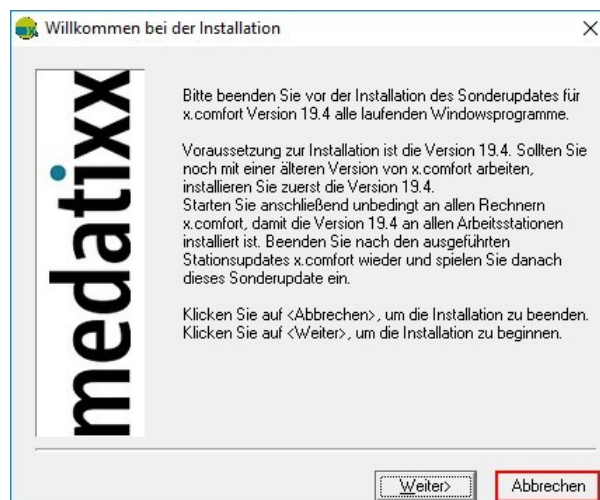 Willkommen bei der Installation
medatixx
Bitte beenden Sie vor der Installation des Sonderupdates für
x.comfort Version 19.4 alle laufenden Windowsprogramme.
Voraussetzung zur Installation ist die Version 19.4. Sollten Sie
noch mit einer älteren Version von x.comfort arbeiten,
installieren Sie zuerst die Version 19.4.
Starten Sie anschließend unbedingt an allen Rechnern
x.comfort, damit die Version 19.4 an allen Arbeitsstationen
installiert ist. Beenden Sie nach den ausgeführten
Stationsupdates x.comfort wieder und spielen Sie danach
dieses Sonderupdate ein.
Klicken Sie auf <Abbrechen>, um die Installation zu beenden.
Klicken Sie auf <Weiter>, um die Installation zu beginnen.
Weiter>
Abbrechen